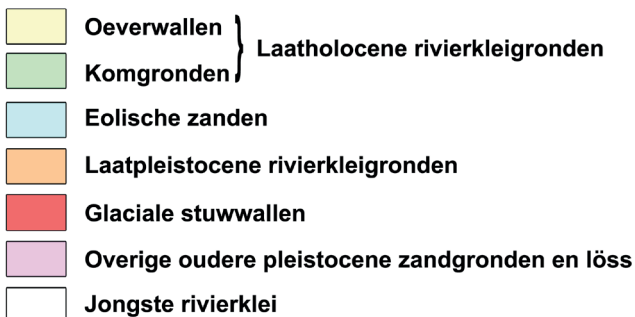 Oeverwallen
Komgronden
} Laatholocene rivierkleigronden
Eolische zanden
Laatpleistocene rivierkleigronden
Glaciale stuwwallen
Overige oudere pleistocene zandgronden en löss
Jongste rivierklei